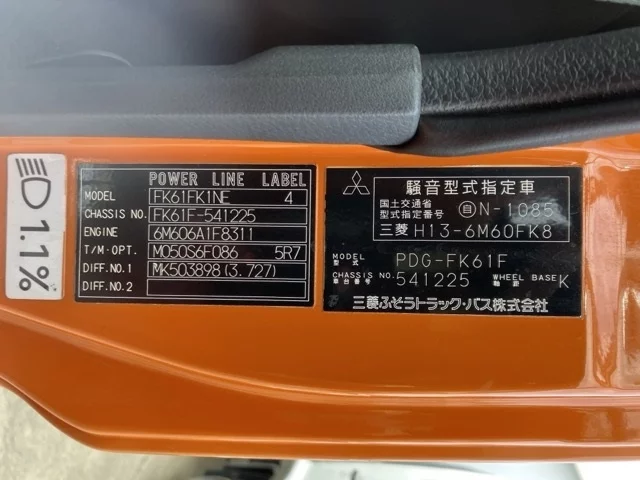 1.1%
POWER LINE LABEL
MODEL FK61FK1NE 4
CHASSIS NO. FK61F-541225
ENGINE 6M606A1F8311
T/M・OPT. M050S6F086 5R7
DIFF.NO.1 MK503898(3.727)
DIFF.NO.2
騒音型式指定車
国土交通省
型式指定番号 自N-1085
三菱 H13-6M60FK8
MODEL
型式 PDG-FK61F
CHASSIS NO.
車台番号 541225
WHEEL BASE
軸距 K
三菱ふそうトラック・バス株式会社